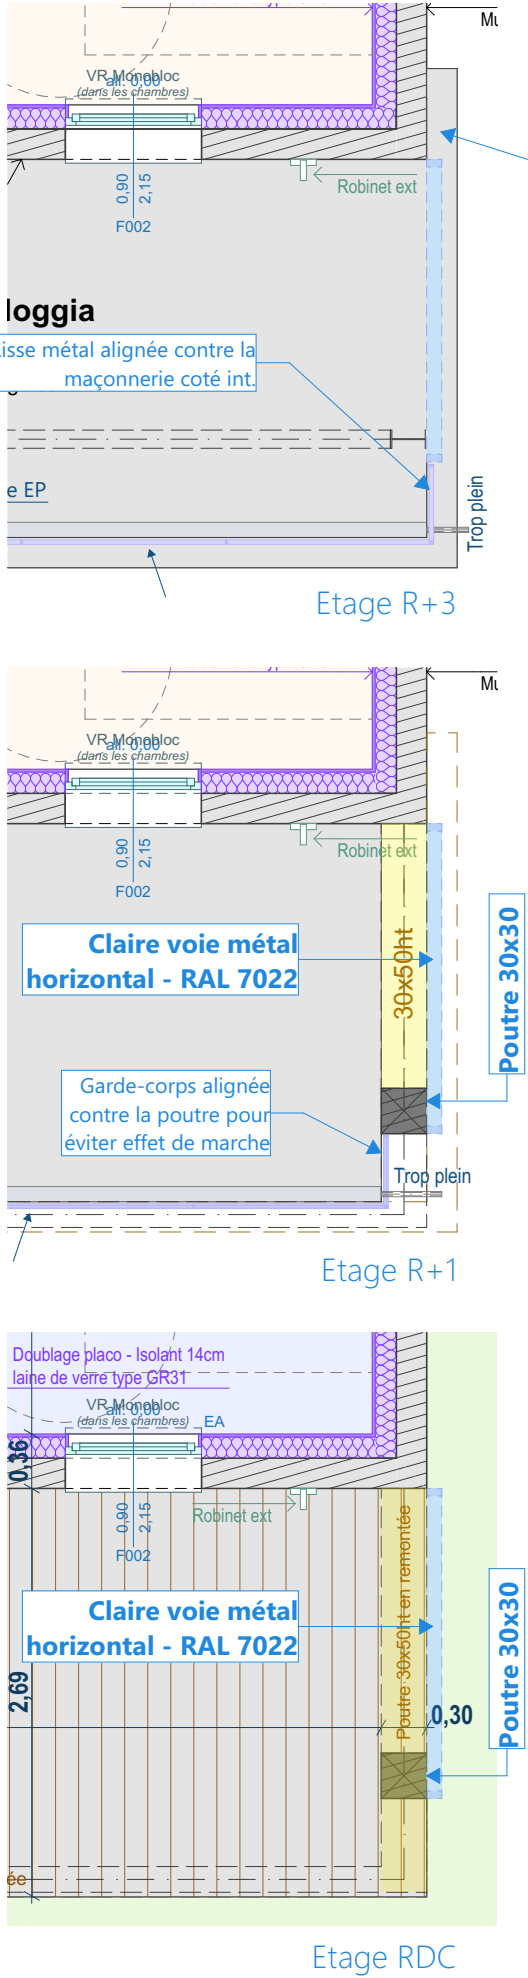 Mu
VR Monobloc
all: 0,00
(dans les chambres)
0,90
2,15
F002
Robinet ext
loggia
isse métal alignée contre la
maçonnerie coté int.
e EP
Trop plein
Etage R+3
Mu
VR Monobloc
all: 0,00
(dans les chambres)
0,90
2,15
F002
Robinet ext
Claire voie métal
horizontal - RAL 7022
30x50ht
Poutre 30x30
Garde-corps alignée
contre la poutre pour
éviter effet de marche
Trop plein
Etage R+1
Doublage placo - Isolant 14cm
laine de verre type GR31
VR Monobloc
all: 0,00
(dans les chambres)
EA
0,36
0,90
2,15
F002
Robinet ext
Claire voie métal
horizontal - RAL 7022
Poutre 30x50ht en remontée
Poutre 30x30
2,69
0,30
ée
Etage RDC